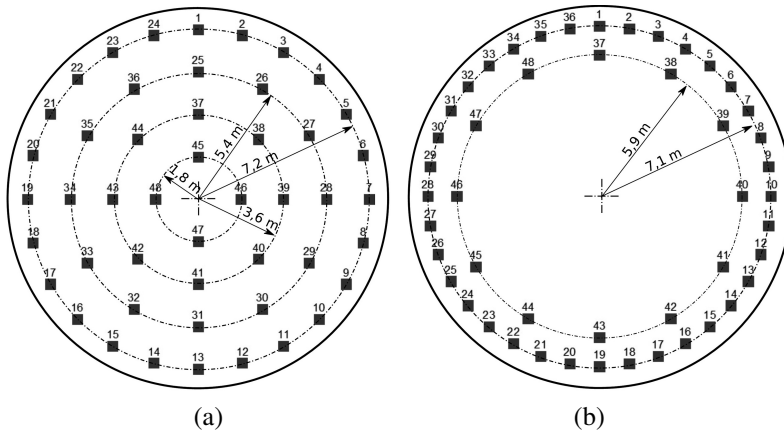 1
24 2
23 3
22 25 4
36 26
21 5
35 37 27
44 38
20 45 5,4 m 7,2 m 6
1,8 m
19 34 43 48 46 39 28 7
3,6 m
18 47 8
42 40
33 41 29
17 9
32 30
16 31 10
15 11
14 12
13
(a)
1
36 2
35 3
34 37 4
33 48 38 5
32 6
31 47 39 7
30 5,9 m 7,1 m 8
29 9
28 46 40 10
27 11
26 45 41 12
25 13
24 44 42 14
23 43 15
22 16
21 17
20 18
19
(b)